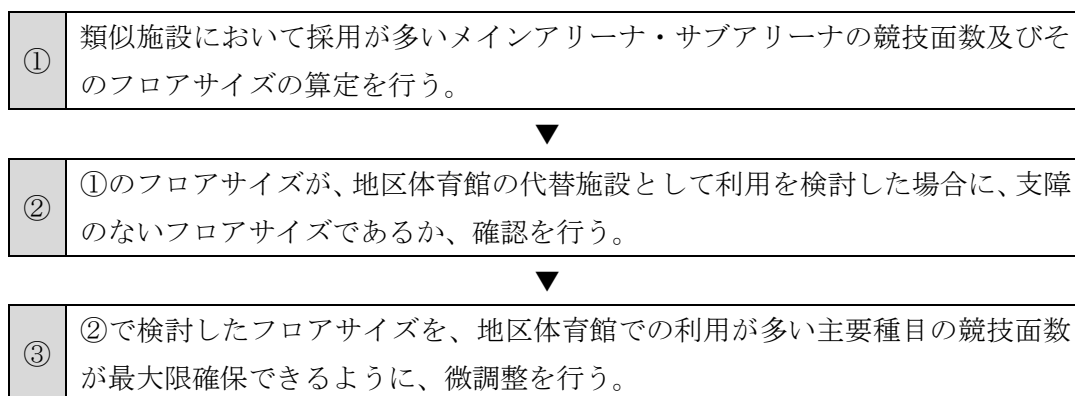 ①
類似施設において採用が多いメインアリーナ・サブアリーナの競技面数及びそ
のフロアサイズの算定を行う。
▼
②
①のフロアサイズが、地区体育館の代替施設として利用を検討した場合に、支障
のないフロアサイズであるか、確認を行う。
▼
③
②で検討したフロアサイズを、地区体育館での利用が多い主要種目の競技面数
が最大限確保できるように、微調整を行う。